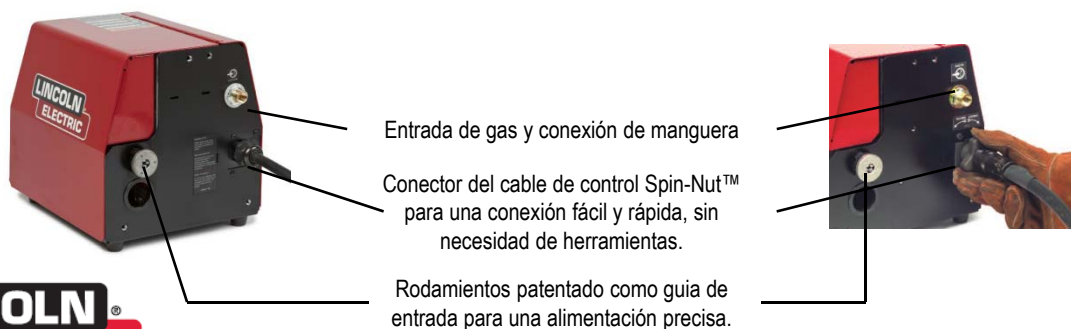 LINCOLN
ELECTRIC
Entrada de gas y conexión de manguera
Conector del cable de control Spin-Nut™
para una conexión fácil y rápida, sin
necesidad de herramientas.
Rodamientos patentado como guia de
entrada para una alimentación precisa.
OLN ®